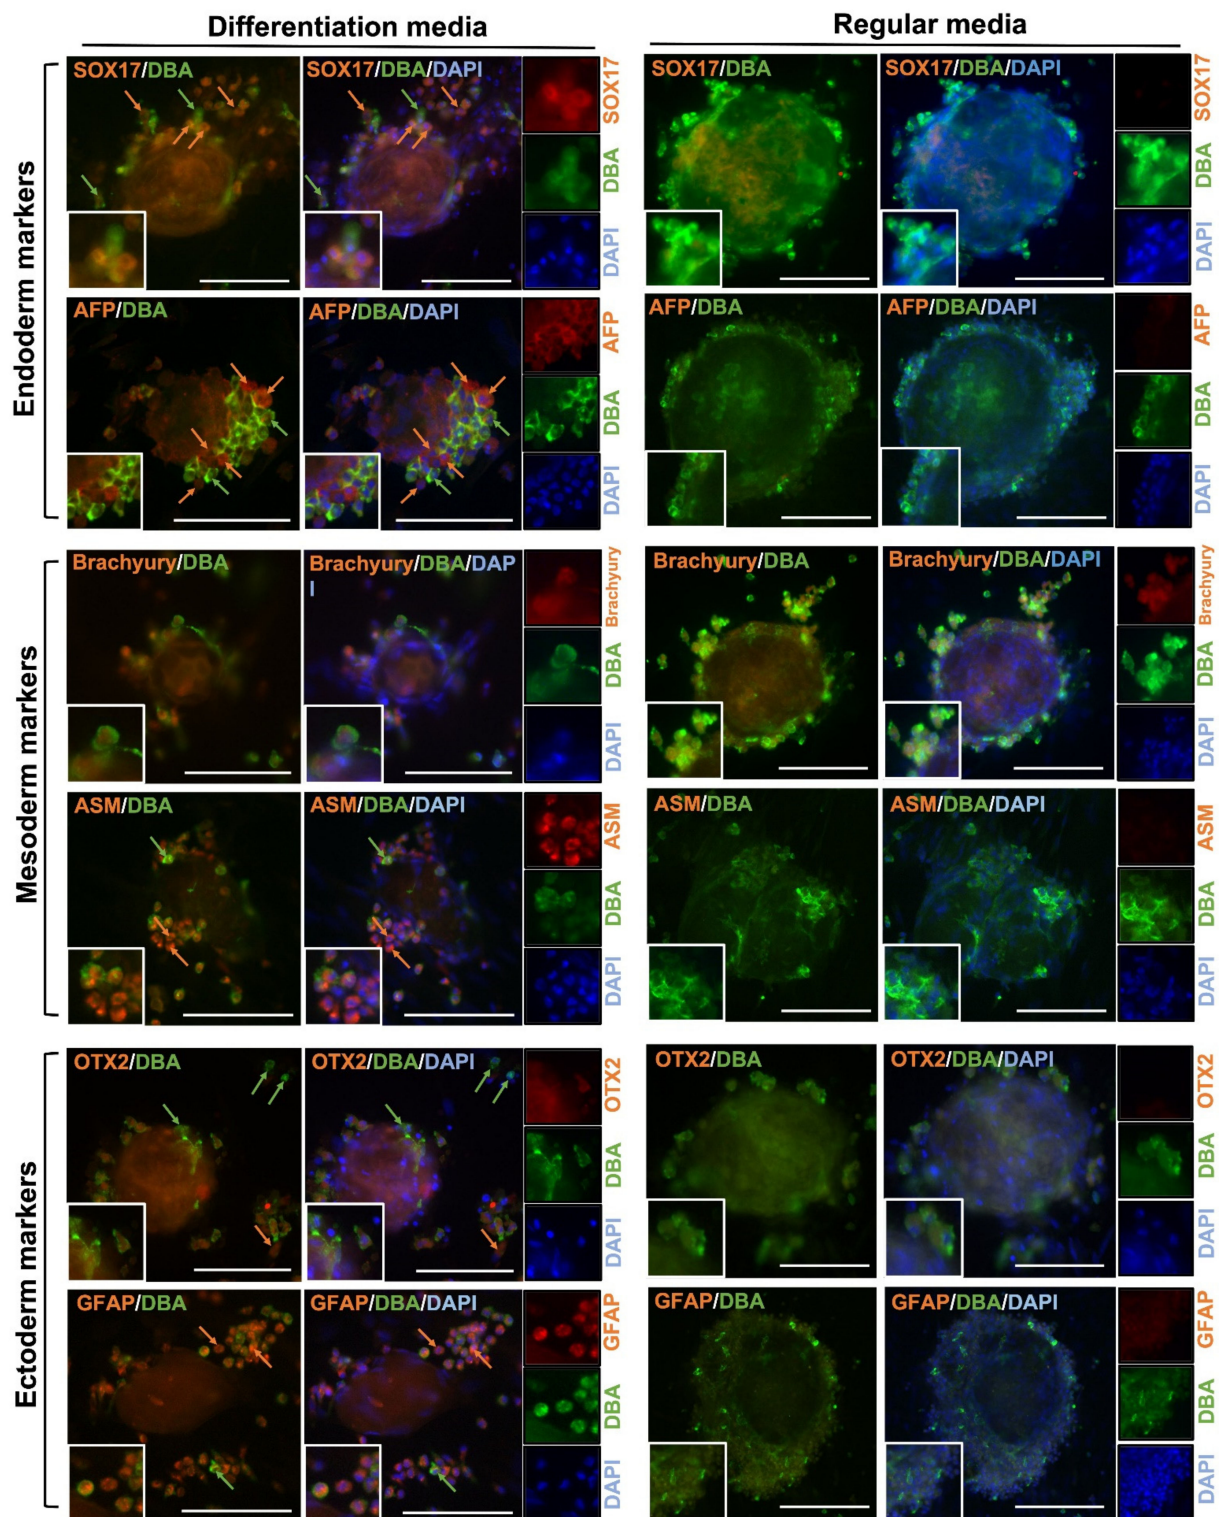 Differentiation media
Regular media
Endoderm markers
SOX17/DBA
SOX17/DBA/DAPI
SOX17
DBA
DAPI
SOX17/DBA
SOX17/DBA/DAPI
SOX17
DBA
DAPI
AFP/DBA
AFP/DBA/DAPI
AFP
DBA
DAPI
AFP/DBA
AFP/DBA/DAPI
AFP
DBA
DAPI
Mesoderm markers
Brachyury/DBA
Brachyury/DBA/DAP
I
Brachyury
DBA
DAPI
Brachyury/DBA
Brachyury/DBA/DAPI
Brachyury
DBA
DAPI
ASM/DBA
ASM/DBA/DAPI
ASM
DBA
DAPI
ASM/DBA
ASM/DBA/DAPI
ASM
DBA
DAPI
Ectoderm markers
OTX2/DBA
OTX2/DBA/DAPI
OTX2
DBA
DAPI
OTX2/DBA
OTX2/DBA/DAPI
OTX2
DBA
DAPI
GFAP/DBA
GFAP/DBA/DAPI
GFAP
DBA
DAPI
GFAP/DBA
GFAP/DBA/DAPI
GFAP
DBA
DAPI